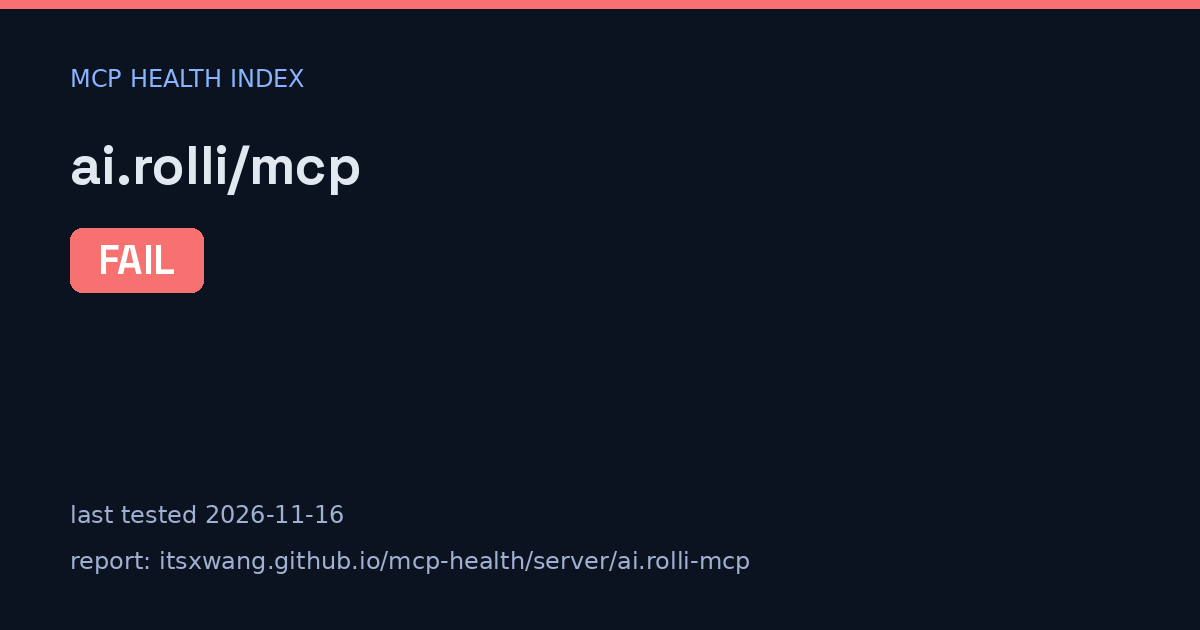 MCP HEALTH INDEX
ai.rolli/mcp
FAIL
last tested 2026-11-16
report: itsxwang.github.io/mcp-health/server/ai.rolli-mcp